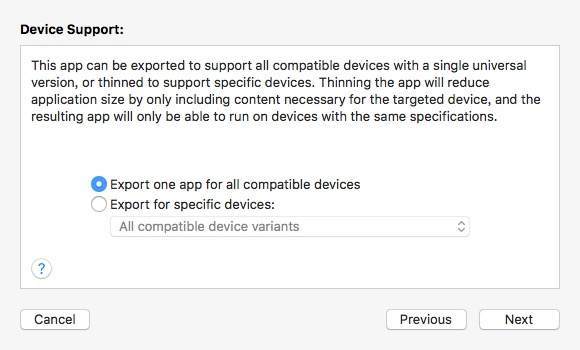 Device Support:
This app can be exported to support all compatible devices with a single universal
version, or thinned to support specific devices. Thinning the app will reduce
application size by only including content necessary for the targeted device, and the
resulting app will only be able to run on devices with the same specifications.
Export one app for all compatible devices
Export for specific devices:
All compatible device variants
?
Cancel
Previous
Next